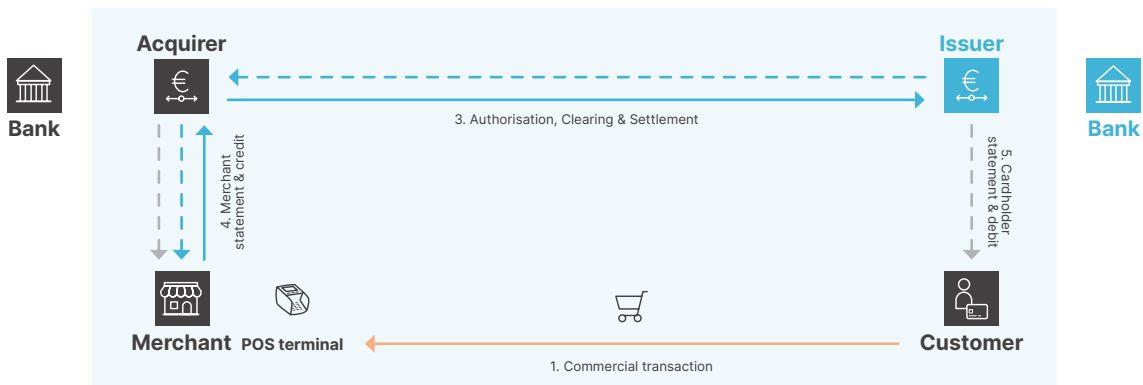 Acquirer
Issuer
€
€
Bank
Bank
3. Authorisation, Clearing & Settlement
4. Merchant
statement & credit
5. Cardholder
statement & debit
Merchant POS terminal
Customer
1. Commercial transaction